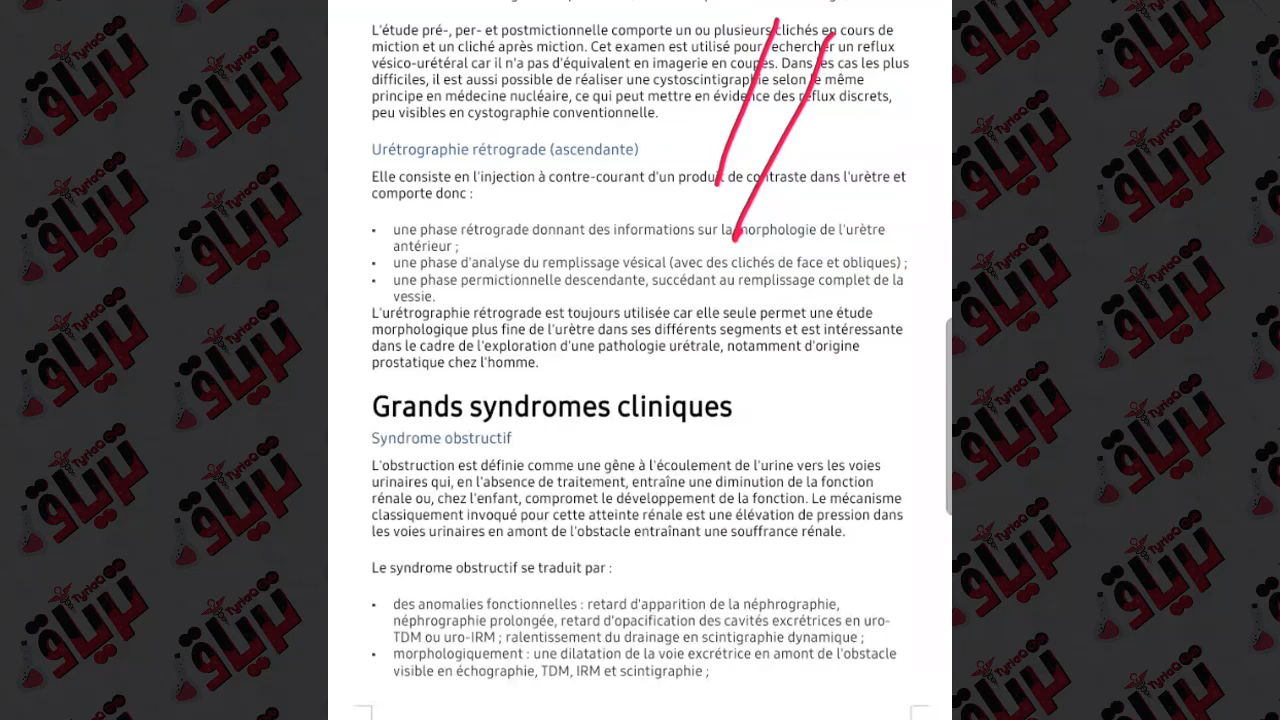 L'étude pré-, per- et postmictionnelle comporte un ou plusieurs clichés en cours de
miction et un cliché après miction. Cet examen est utilisé pour rechercher un reflux
vésico-urétéral car il n'a pas d'équivalent en imagerie en coupes. Dans les cas les plus
difficiles, il est aussi possible de réaliser une cystoscintigraphie selon le même
principe en médecine nucléaire, ce qui peut mettre en évidence des reflux discrets,
peu visibles en cystographie conventionnelle.
Urétrographie rétrograde (ascendante)
Elle consiste en l'injection à contre-courant d'un produit de contraste dans l'urètre et
comporte donc :
▪ une phase rétrograde donnant des informations sur la morphologie de l'urètre
antérieur ;
▪ une phase d'analyse du remplissage vésical (avec des clichés de face et obliques) ;
▪ une phase permictionnelle descendante, succédant au remplissage complet de la
vessie.
L'urétrographie rétrograde est toujours utilisée car elle seule permet une étude
morphologique plus fine de l'urètre dans ses différents segments et est intéressante
dans le cadre de l'exploration d'une pathologie urétrale, notamment d'origine
prostatique chez l'homme.
Grands syndromes cliniques
Syndrome obstructif
L'obstruction est définie comme une gêne à l'écoulement de l'urine vers les voies
urinaires qui, en l'absence de traitement, entraîne une diminution de la fonction
rénale ou, chez l'enfant, compromet le développement de la fonction. Le mécanisme
classiquement invoqué pour cette atteinte rénale est une élévation de pression dans
les voies urinaires en amont de l'obstacle entraînant une souffrance rénale.
Le syndrome obstructif se traduit par :
▪ des anomalies fonctionnelles : retard d'apparition de la néphrographie,
néphrographie prolongée, retard d'opacification des cavités excrétrices en uro-
TDM ou uro-IRM ; ralentissement du drainage en scintigraphie dynamique ;
▪ morphologiquement : une dilatation de la voie excrétrice en amont de l'obstacle
visible en échographie, TDM, IRM et scintigraphie ;
ترياق
TyriaQ